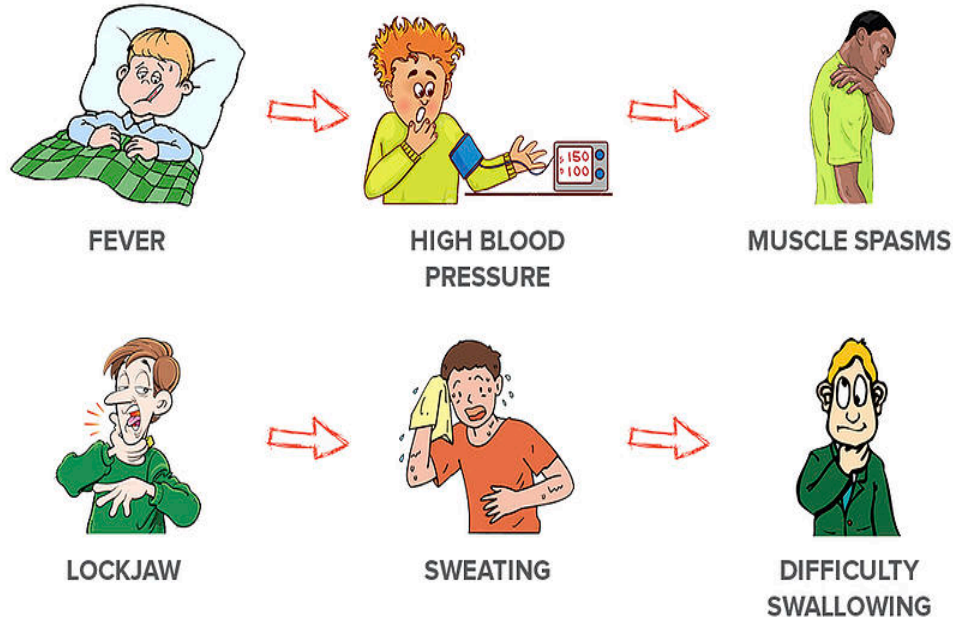 S 150
D 100
FEVER
HIGH BLOOD
PRESSURE
MUSCLE SPASMS
LOCKJAW
SWEATING
DIFFICULTY
SWALLOWING